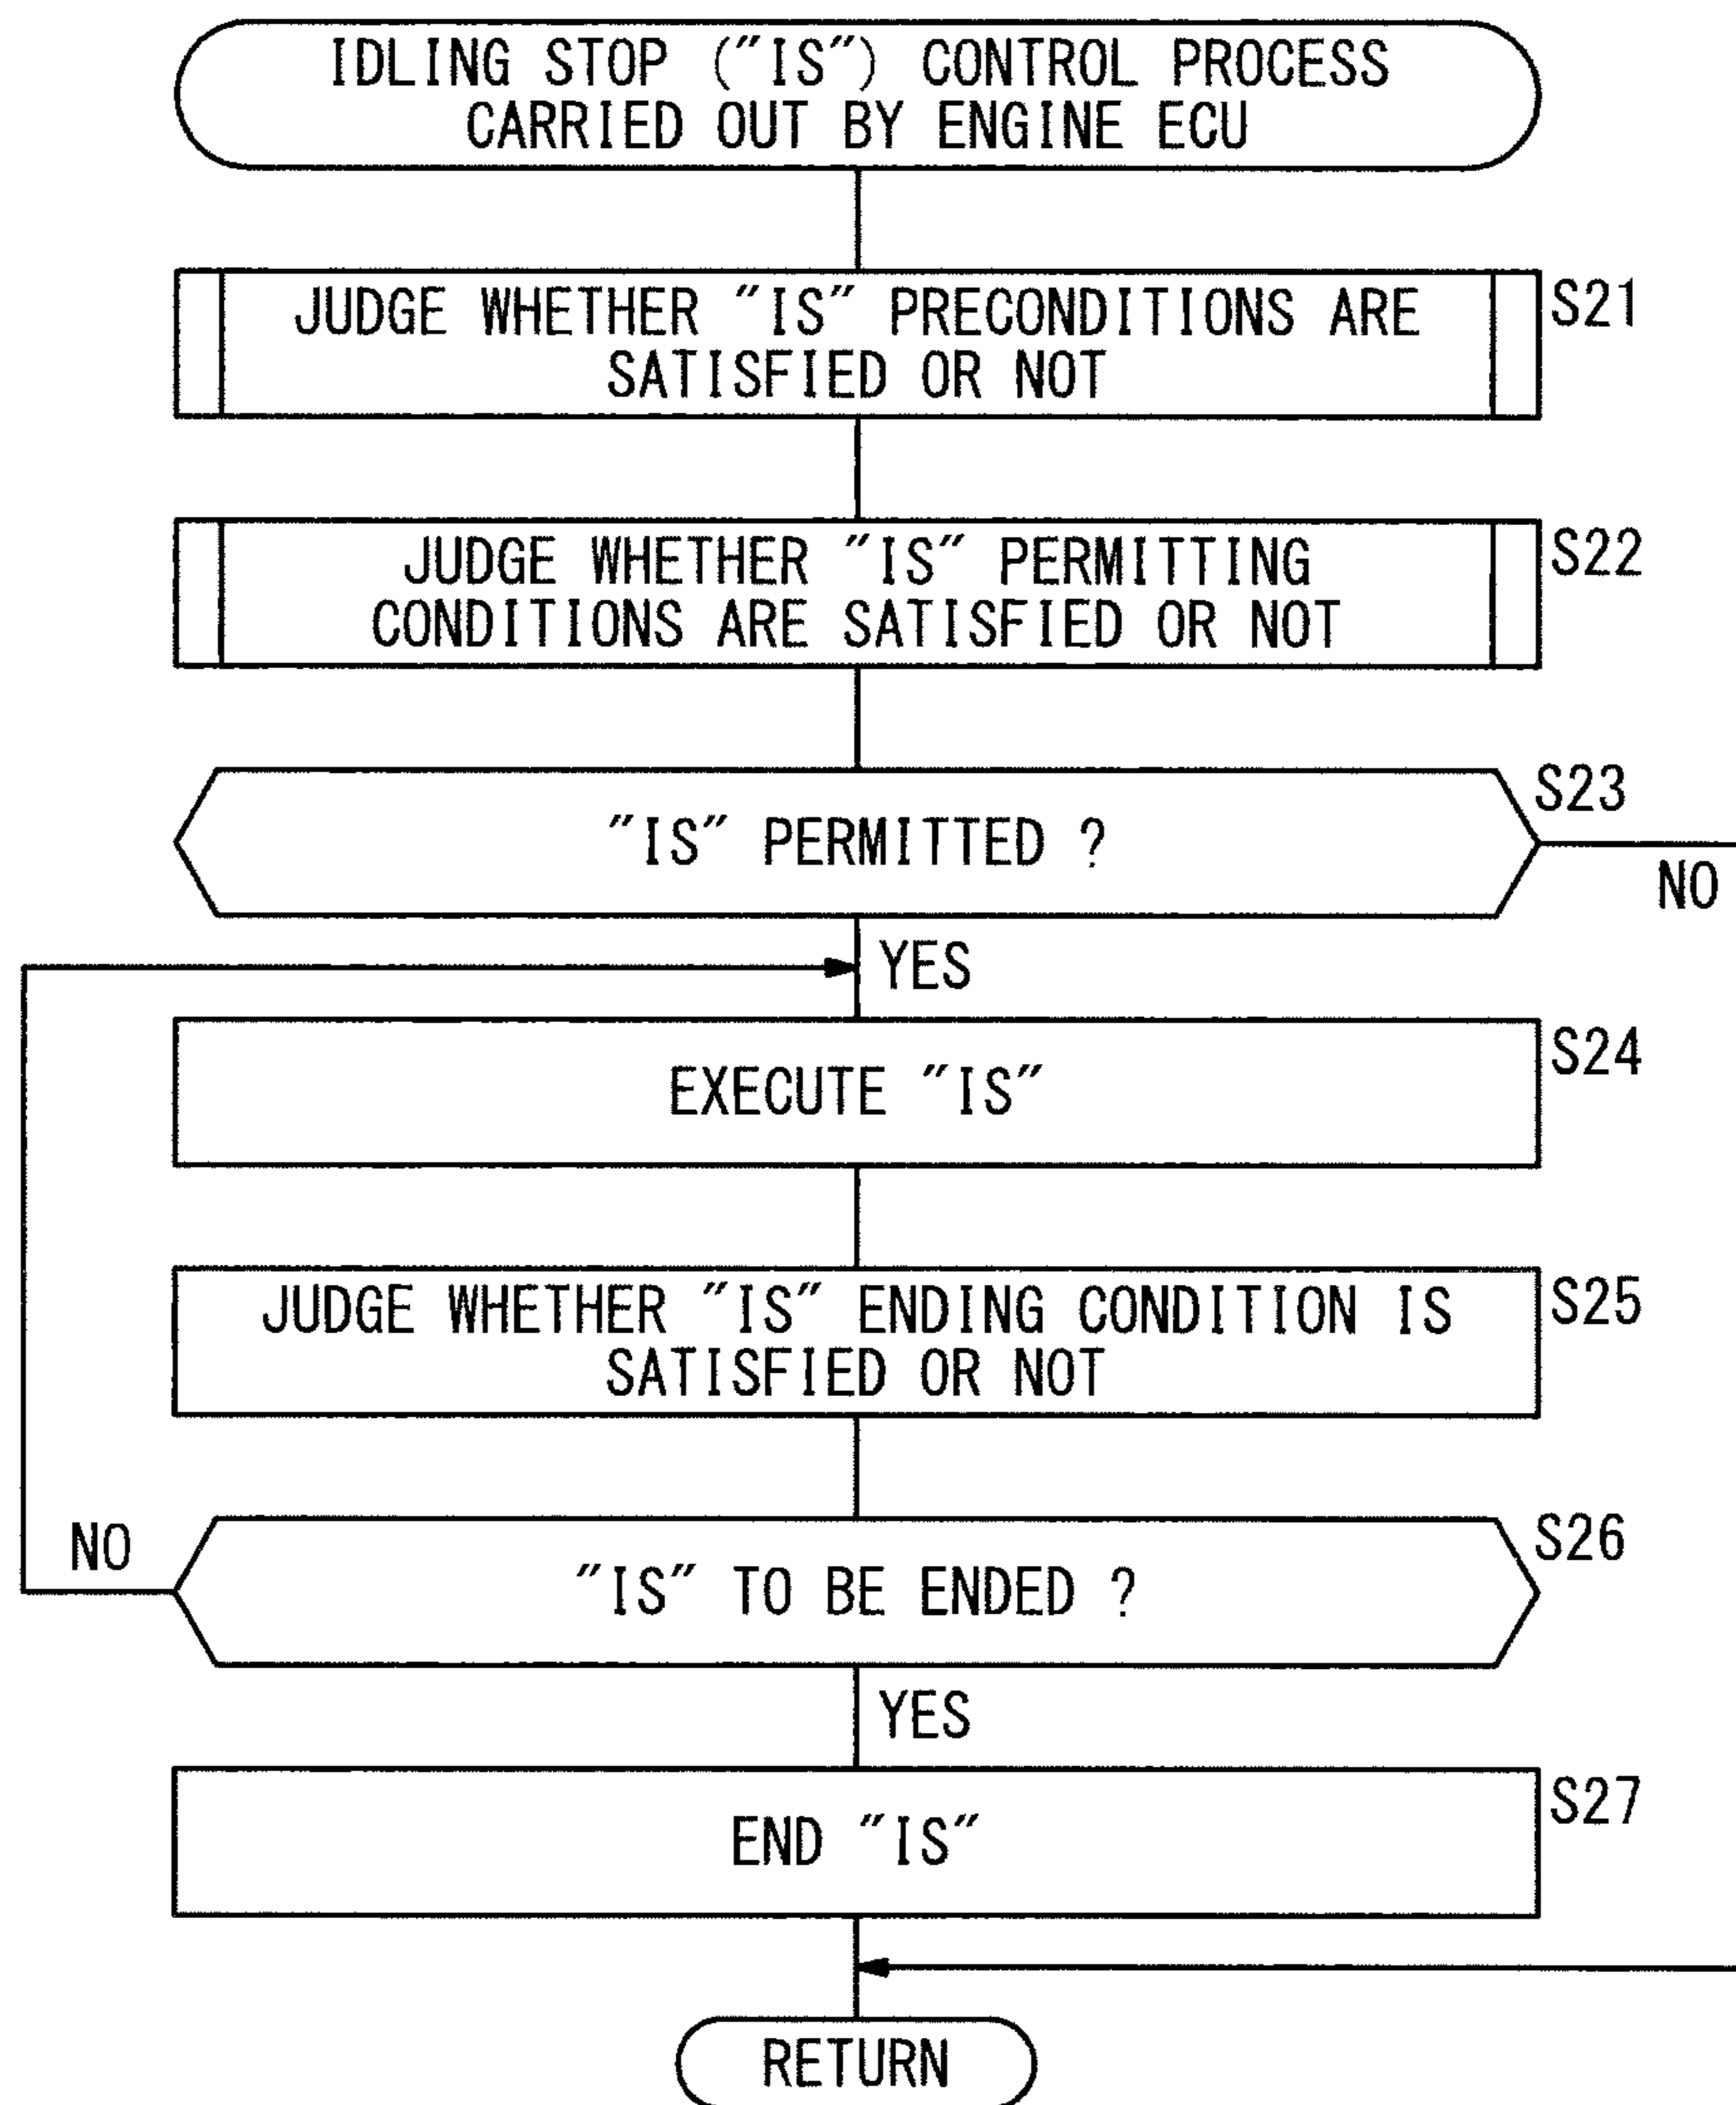 IDLING STOP ("IS") CONTROL PROCESS
CARRIED OUT BY ENGINE ECU
JUDGE WHETHER "IS" PRECONDITIONS ARE
SATISFIED OR NOT
S21
JUDGE WHETHER "IS" PERMITTING
CONDITIONS ARE SATISFIED OR NOT
S22
"IS" PERMITTED ?
S23
NO
YES
EXECUTE "IS"
S24
JUDGE WHETHER "IS" ENDING CONDITION IS
SATISFIED OR NOT
S25
NO
"IS" TO BE ENDED ?
S26
YES
END "IS"
S27
RETURN